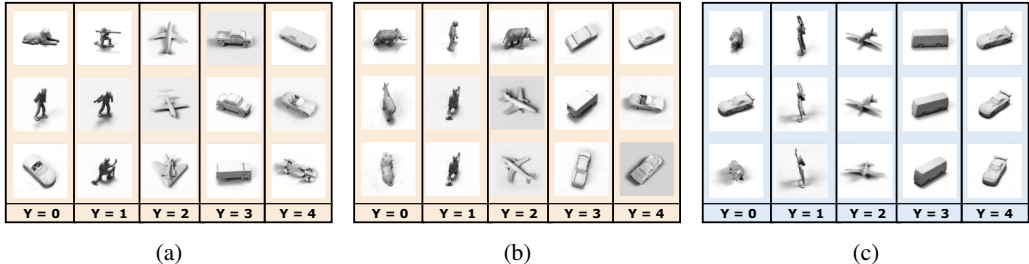 Y = 0 Y = 1 Y = 2 Y = 3 Y = 4 Y = 0 Y = 1 Y = 2 Y = 3 Y = 4 Y = 0 Y = 1 Y = 2 Y = 3 Y = 4
(a) (b) (c)